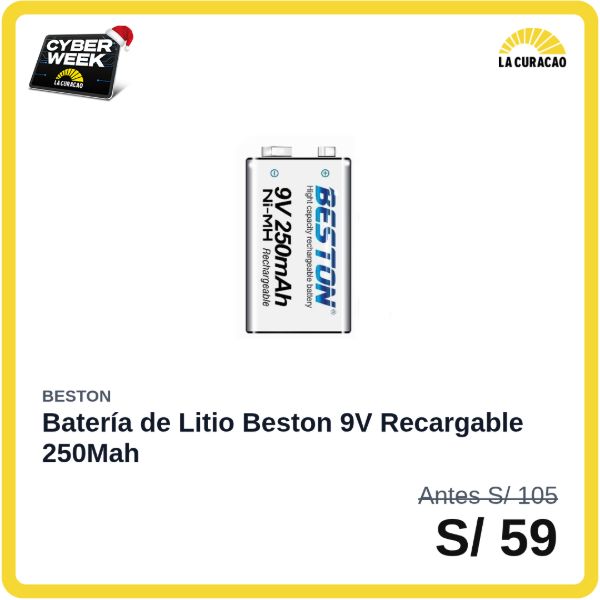 CYBER
WEEK
LA CURACAO
LA CURACAO
BESTON®
Hight capacity rechargeable battery
9V 250mAh
Ni-MH Rechargeable
BESTON
Batería de Litio Beston 9V Recargable
250Mah
Antes S/ 105
S/ 59